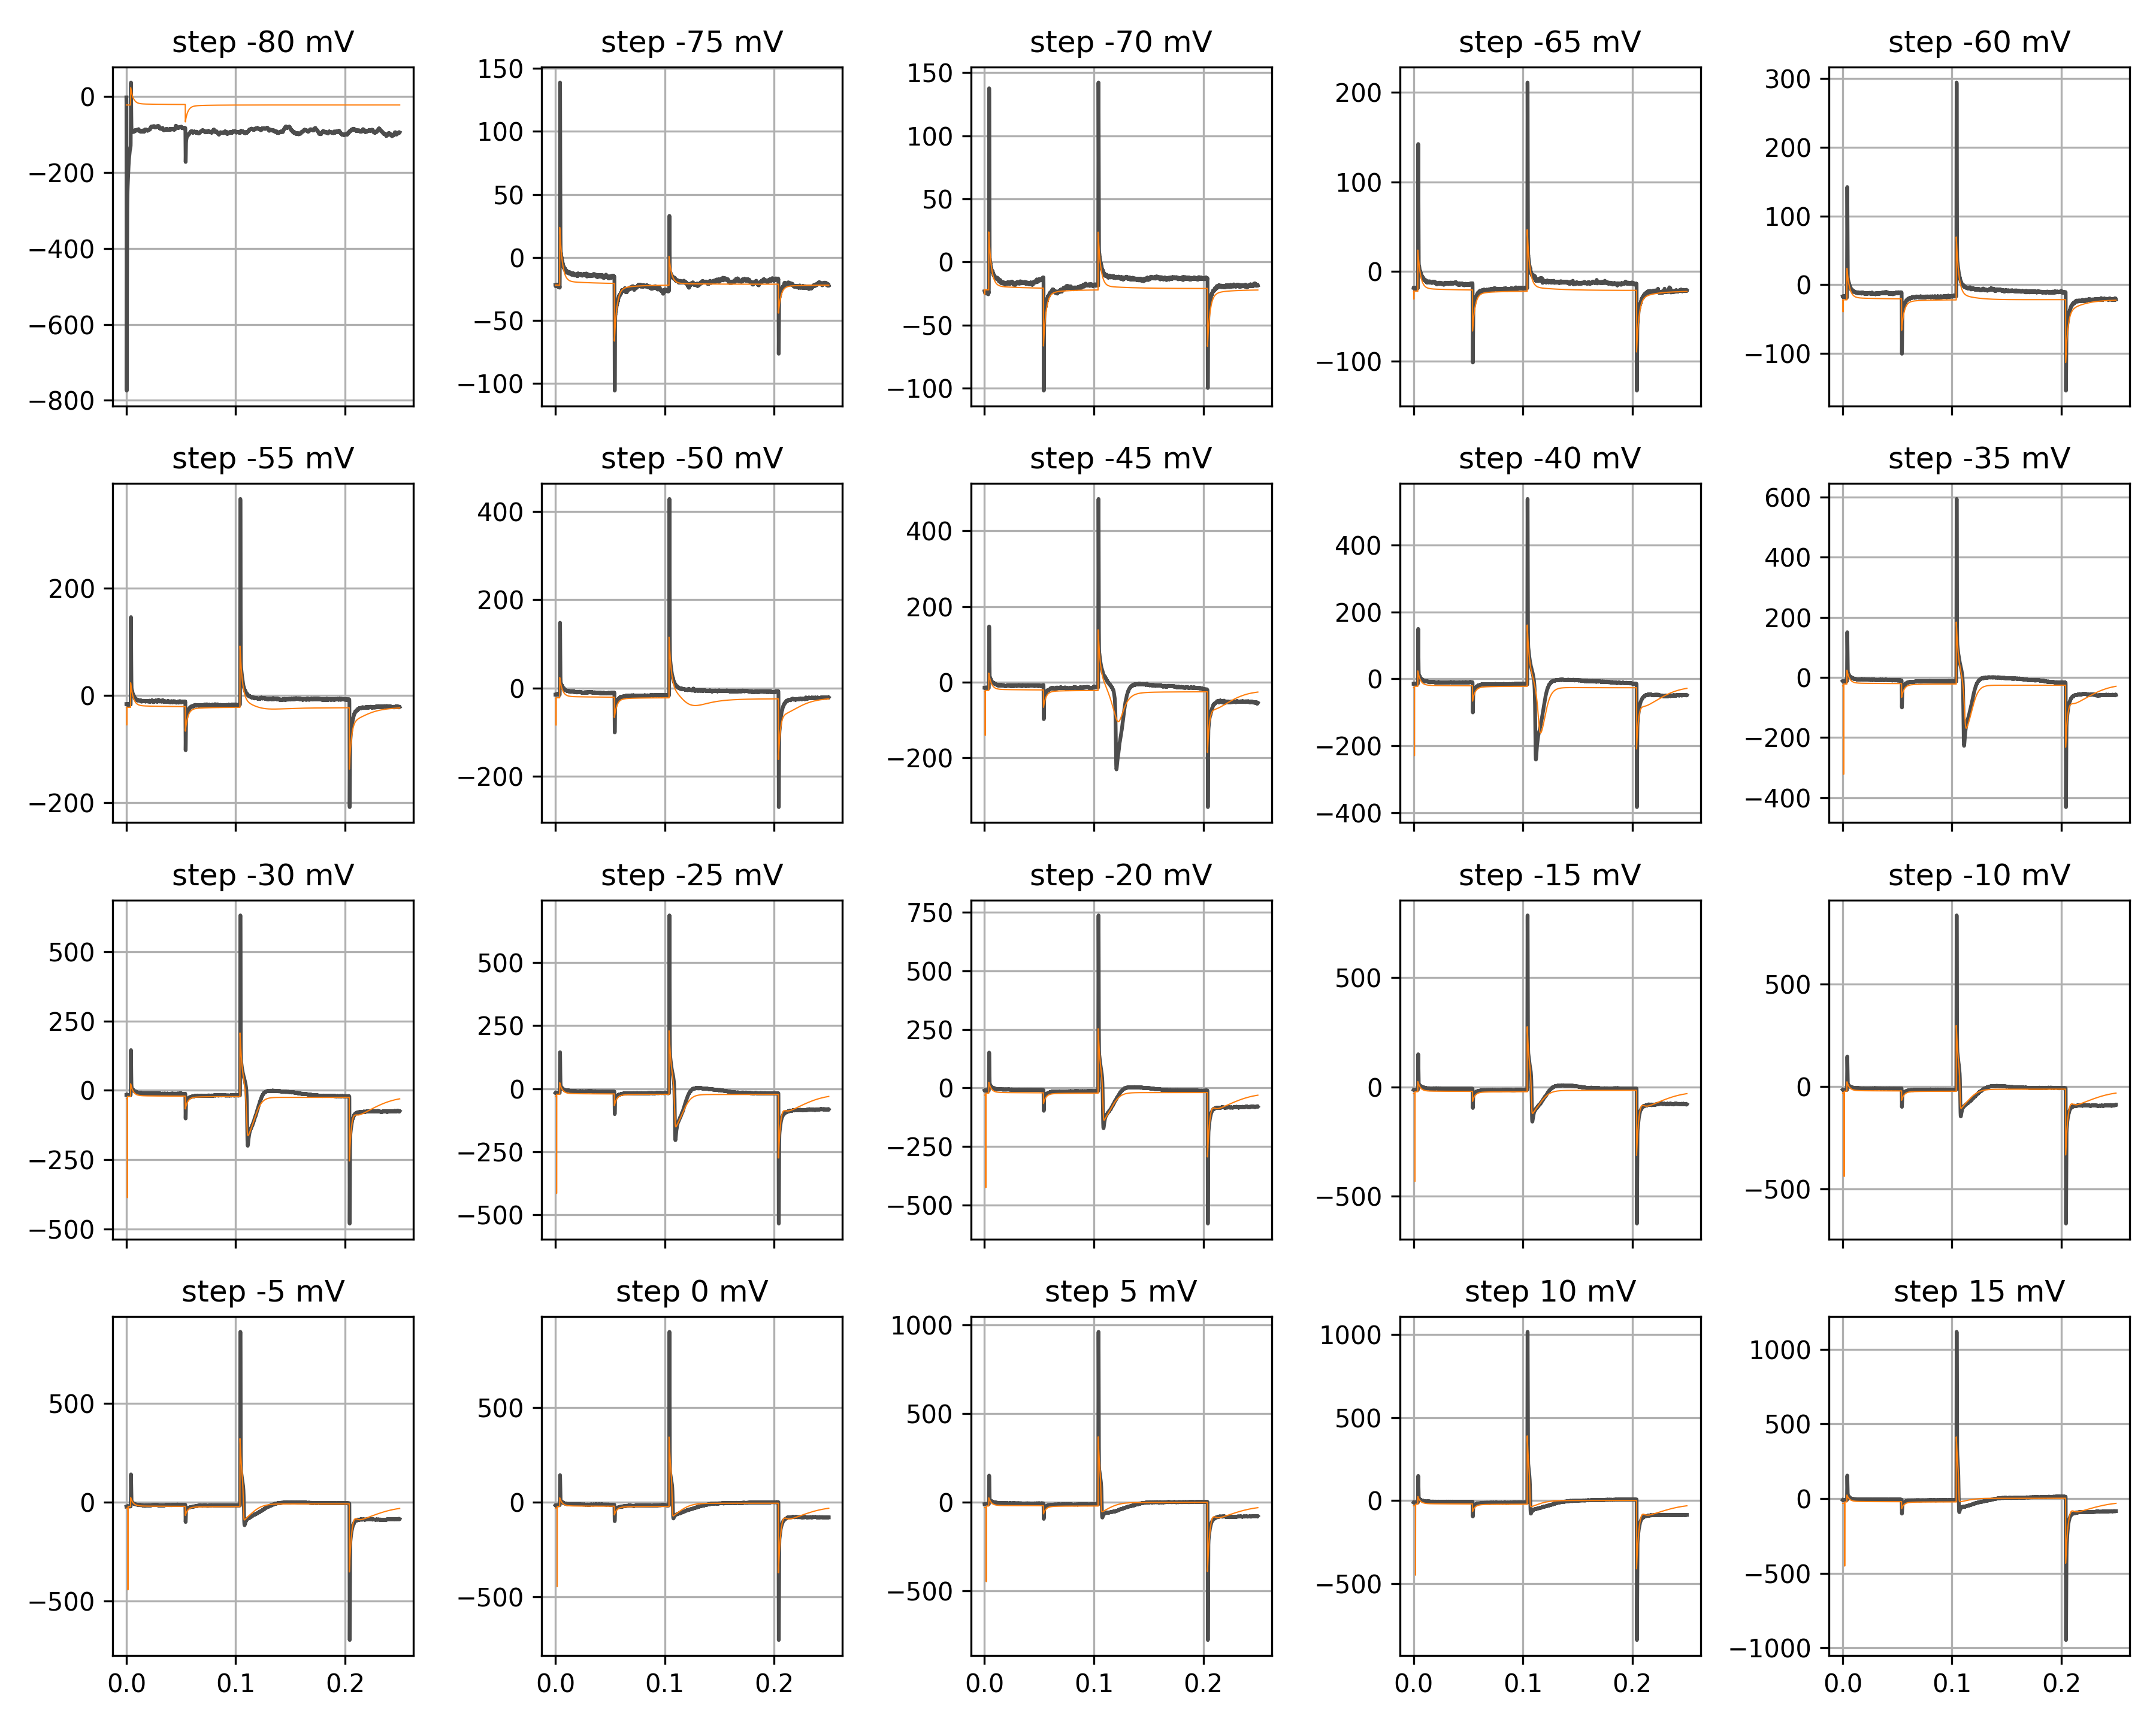 step -80 mV step -75 mV step -70 mV step -65 mV step -60 mV
0 150 150 200 300
−200 100 100 100 200
−400 50 50 0 100
−600 0 0 −100 0
−800 −50 −50 −100
−100 −100
step -55 mV step -50 mV step -45 mV step -40 mV step -35 mV
200 400 400 400 600
0 200 200 200 400
−200 0 0 0 200
−200 −200 −200 0
−400 −200
−400
step -30 mV step -25 mV step -20 mV step -15 mV step -10 mV
500 500 750 500 500
250 250 500 0 0
0 0 250 −500 −500
−250 −250 0
−500 −500 −250
−500
step -5 mV step 0 mV step 5 mV step 10 mV step 15 mV
500 500 1000 1000 1000
0 0 500 500 500
−500 −500 0 0 0
−500 −500 −500
−1000
0.0 0.1 0.2 0.0 0.1 0.2 0.0 0.1 0.2 0.0 0.1 0.2 0.0 0.1 0.2